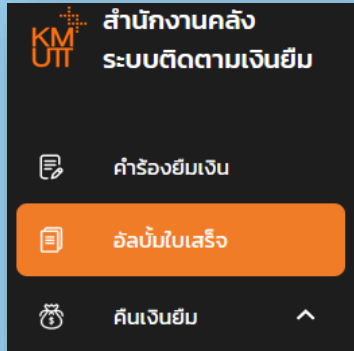 KM
UTT
สำนักงานคลัง
ระบบติดตามเงินยืม
คำร้องยืมเงิน
อัลบั้มใบเสร็จ
คืนเงินยืม